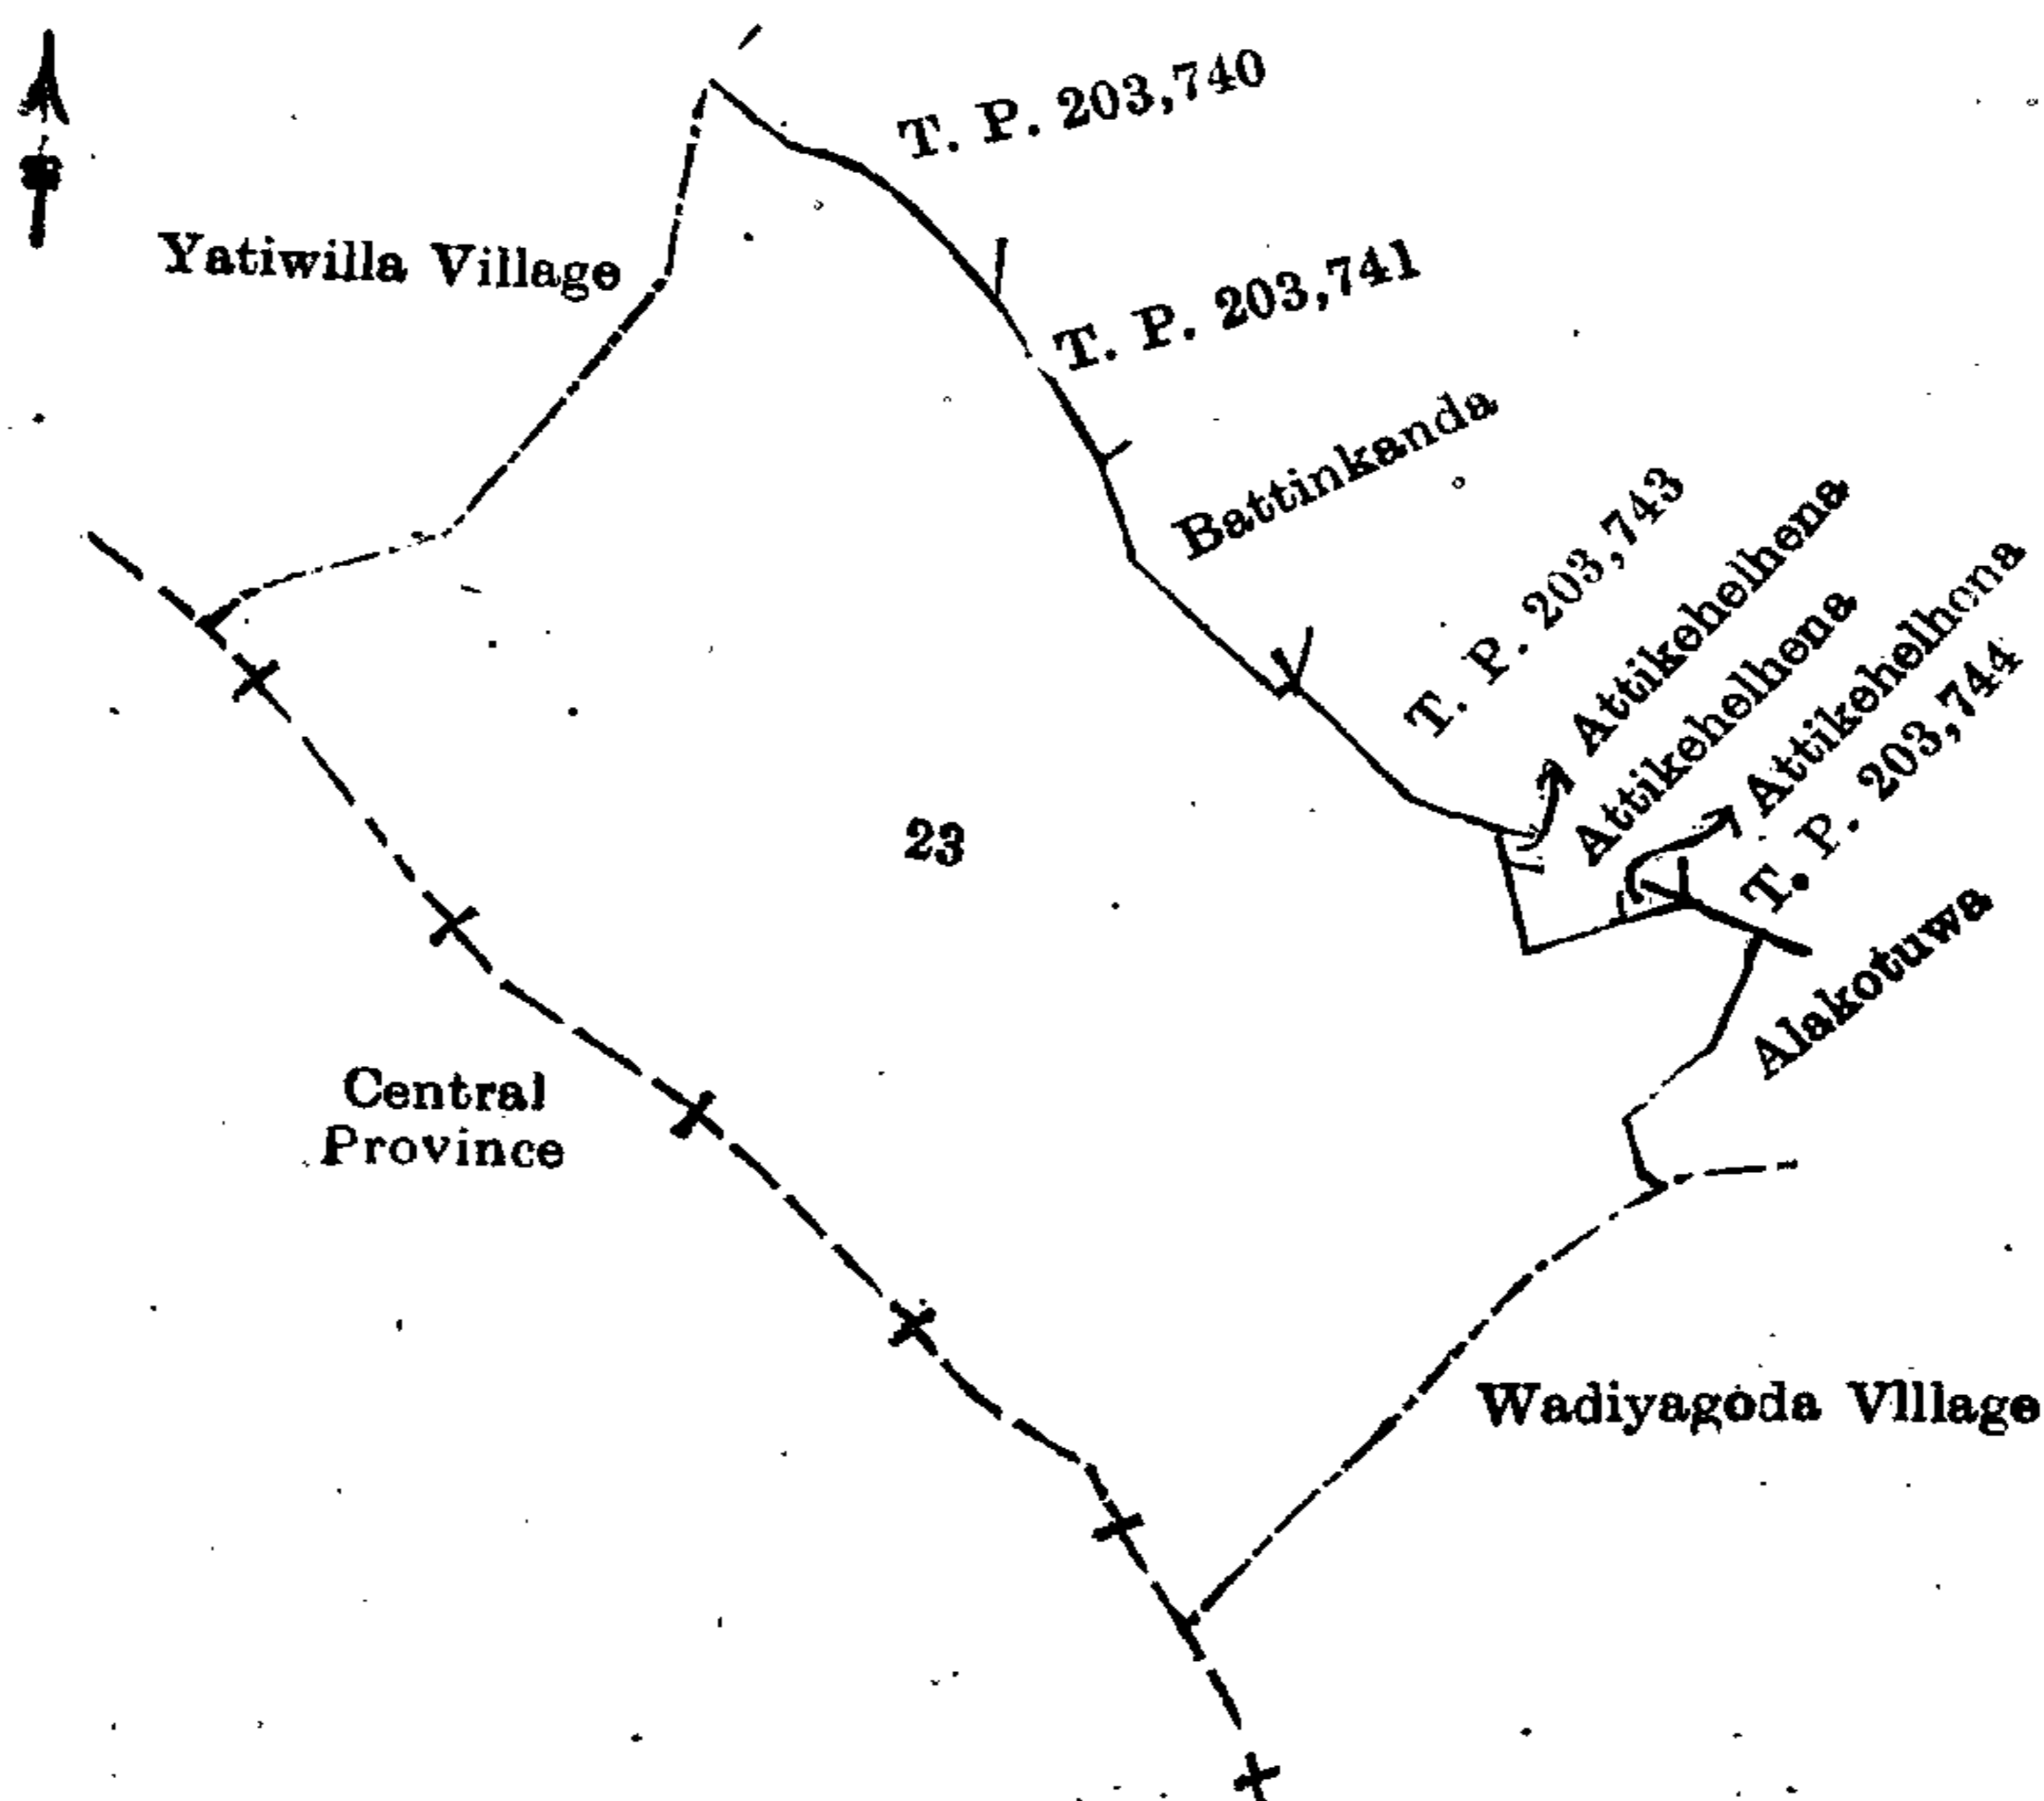 T. P. 203,740
Yatiwilla Village
T. P. 203,741
Battinkanda
T. P. 203,743
Attikehelhena
Attikehelhena
Attikehelhena
T. P. 203,744
23
Alakotuwa
Central
Province
Wadiyagoda Village